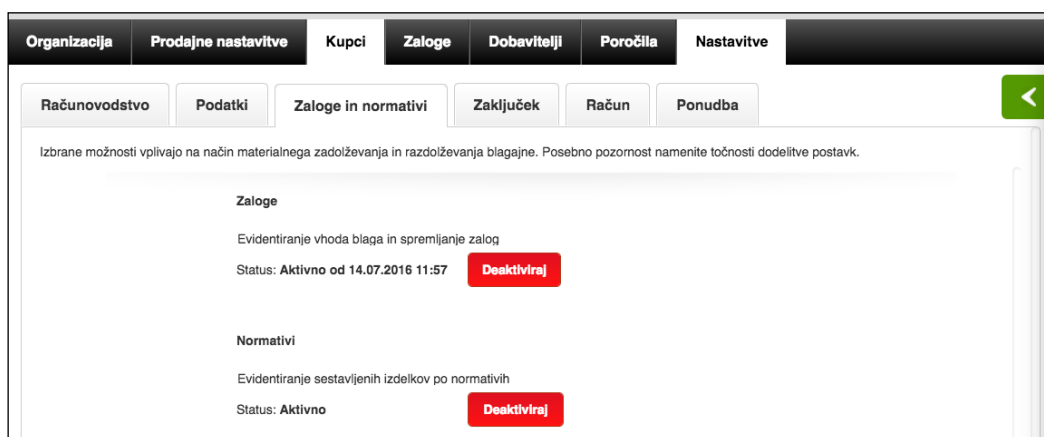 Organizacija Prodajne nastavitve Kupci Zaloge Dobavitelji Poročila Nastavitve
Računovodstvo Podatki Zaloge in normativi Zaključek Račun Ponudba
Izbrane možnosti vplivajo na način materialnega zadolževanja in razdolževanja blagajne. Posebno pozornost namenite točnosti dodelitve postavk.
Zaloge
Evidentiranje vhoda blaga in spremljanje zalog
Status: Aktivno od 14.07.2016 11:57 Deaktiviraj
Normativi
Evidentiranje sestavljenih izdelkov po normativih
Status: Aktivno Deaktiviraj